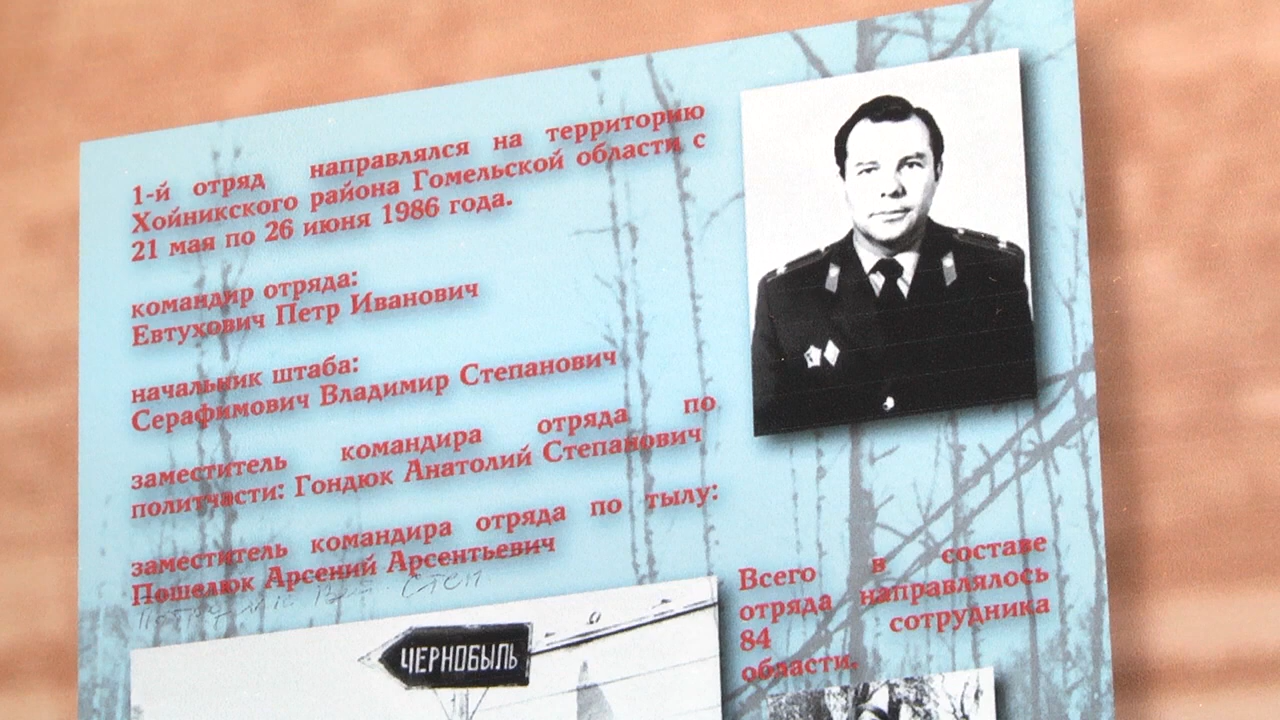 1-й отряд направлялся на территорию
Хойникского района Гомельской области с
21 мая по 26 июня 1986 года.
командир отряда:
Евтухович Петр Иванович
начальник штаба:
Серафимович Владимир Степанович
заместитель командира отряда по
политчасти: Гондюк Анатолий Степанович
заместитель командира отряда по тылу:
Пошелюк Арсений Арсентьевич
Степ.
ЧЕРНОБЫЛЬ
Всего в составе
отряда направлялось
84 сотрудника
области.